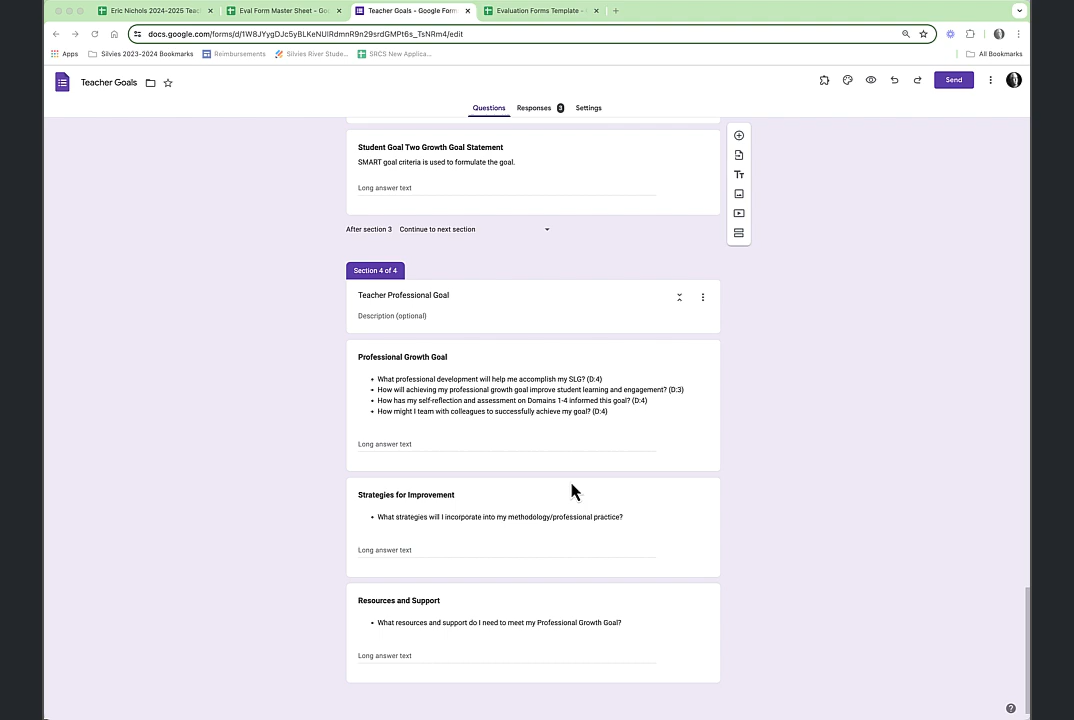 Eric Nichols 2024-2025 Teac
Eval Form Master Sheet - Go
Teacher Goals - Google Form
Evaluation Forms Template -
docs.google.com/forms/d/1W8JYygDJc5yBLKeNUIRdmnR9n29srdGMPt6s_TsNRm4/edit
Apps
Silvies 2023-2024 Bookmarks
Reimbursements
Silvies River Stude...
SRCS New Applica...
All Bookmarks
Teacher Goals
Send
Questions
Responses 3
Settings
Student Goal Two Growth Goal Statement
SMART goal criteria is used to formulate the goal.
Long answer text
After section 3 Continue to next section
Section 4 of 4
Teacher Professional Goal
Description (optional)
Professional Growth Goal
• What professional development will help me accomplish my SLG? (D:4)
• How will achieving my professional growth goal improve student learning and engagement? (D:3)
• How has my self-reflection and assessment on Domains 1-4 informed this goal? (D:4)
• How might I team with colleagues to successfully achieve my goal? (D:4)
Long answer text
Strategies for Improvement
• What strategies will I incorporate into my methodology/professional practice?
Long answer text
Resources and Support
• What resources and support do I need to meet my Professional Growth Goal?
Long answer text